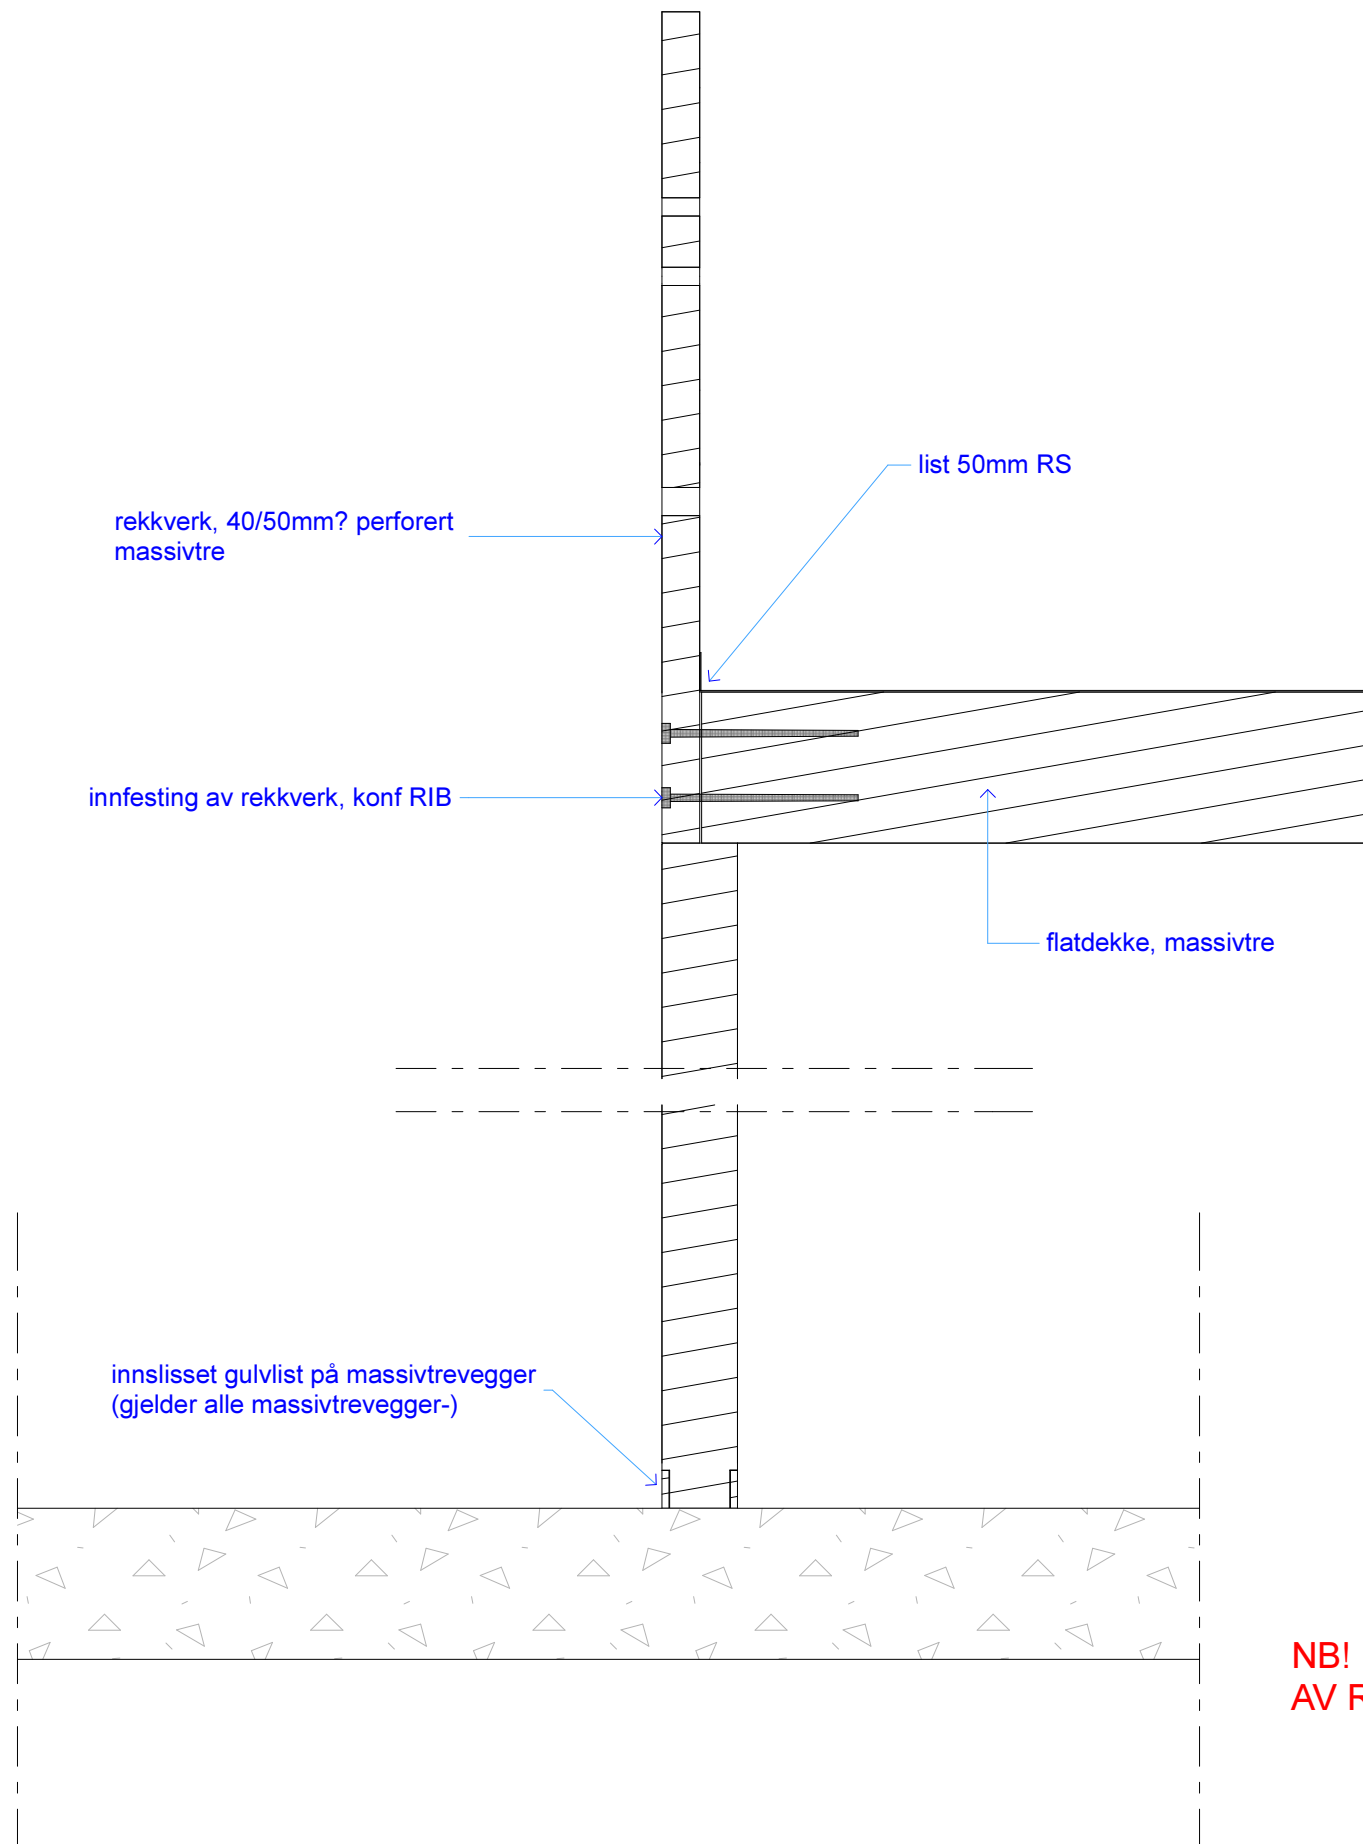 list 50mm RS
rekkverk, 40/50mm? perforert
massivtre
innfesting av rekkverk, konf RIB
flatdekke, massivtre
innslisset gulvlist på massivtrevegger
(gjelder alle massivtrevegger-)
NB!
AV